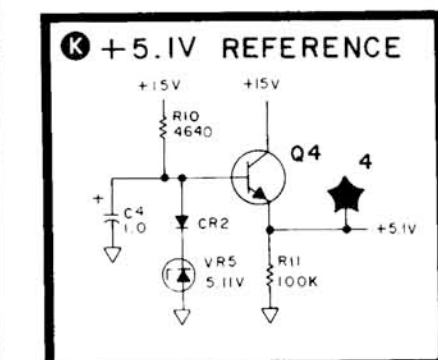 K +5.1V REFERENCE
+15V +15V
R10
4640
Q4
4
+
C4
1.0
CR2
+5.1V
VR5
5.11V
R11
100K